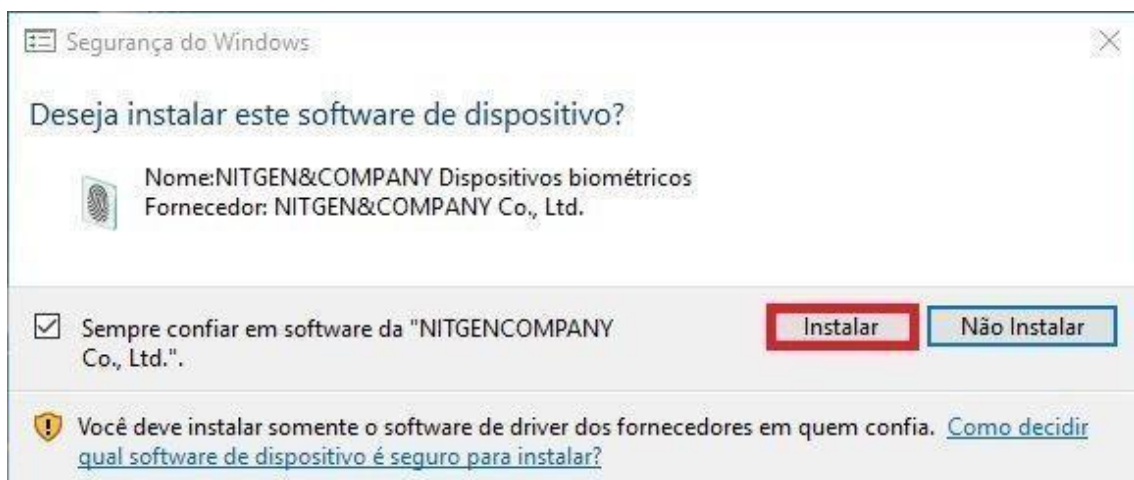 Segurança do Windows
Deseja instalar este software de dispositivo?
Nome:NITGEN&COMPANY Dispositivos biométricos
Fornecedor: NITGEN&COMPANY Co., Ltd.
Sempre confiar em software da "NITGENCOMPANY
Co., Ltd.".
Instalar
Não Instalar
Você deve instalar somente o software de driver dos fornecedores em quem confia. Como decidir
qual software de dispositivo é seguro para instalar?